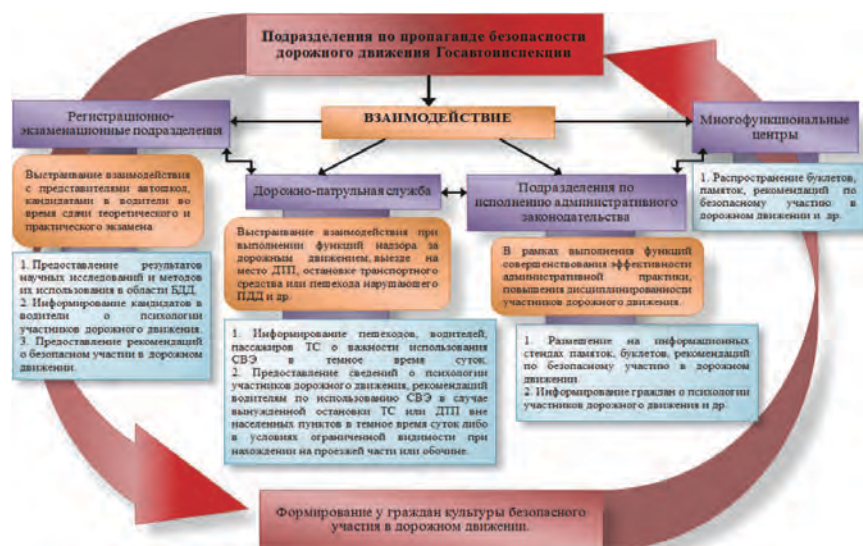 Подразделения по пропаганде безопасности
дорожного движения Госавтоинспекции
ВЗАИМОДЕЙСТВИЕ
Регистрационно-
экзаменационные подразделения
Многофункциональные
центры
Выстраивание взаимодействия
с представителями автошкол,
кандидатами в водители во
время сдачи теоретического и
практического экзамена.
1. Предоставление результатов
научных исследований и методов
их использования в области БДД.
2. Информирование кандидатов в
водители о психологии
участников дорожного движения.
3. Предоставление рекомендаций
о безопасном участии в дорожном
движении.
Дорожно-патрульная служба
Выстраивание взаимодействия при
выполнении функций надзора за
дорожным движением, выезде на
место ДТП, остановке транспортного
средства или пешехода нарушающего
ПДД и др.
1. Информирование пешеходов, водителей,
пассажиров ТС о важности использования
СВЭ в темное время суток.
2. Предоставление сведений о психологии
участников дорожного движения, рекомендаций
водителям по использованию СВЭ в случае
вынужденной остановки ТС или ДТП вне
населенных пунктов в темное время суток либо
в условиях ограниченной видимости при
нахождении на проезжей части или обочине.
Подразделения по
исполнению административного
законодательства
В рамках выполнения функций
совершенствования эффективности
административной практики,
повышения дисциплинированности
участников дорожного движения.
1. Размещение на информационных
стендах памяток, буклетов, рекомендаций
по безопасному участию в дорожном
движении.
2. Информирование граждан о психологии
участников дорожного движения и др.
1. Распространение буклетов,
памяток, рекомендаций по
безопасному участию в
дорожном движении и др.
Формирование у граждан культуры безопасного
участия в дорожном движении.